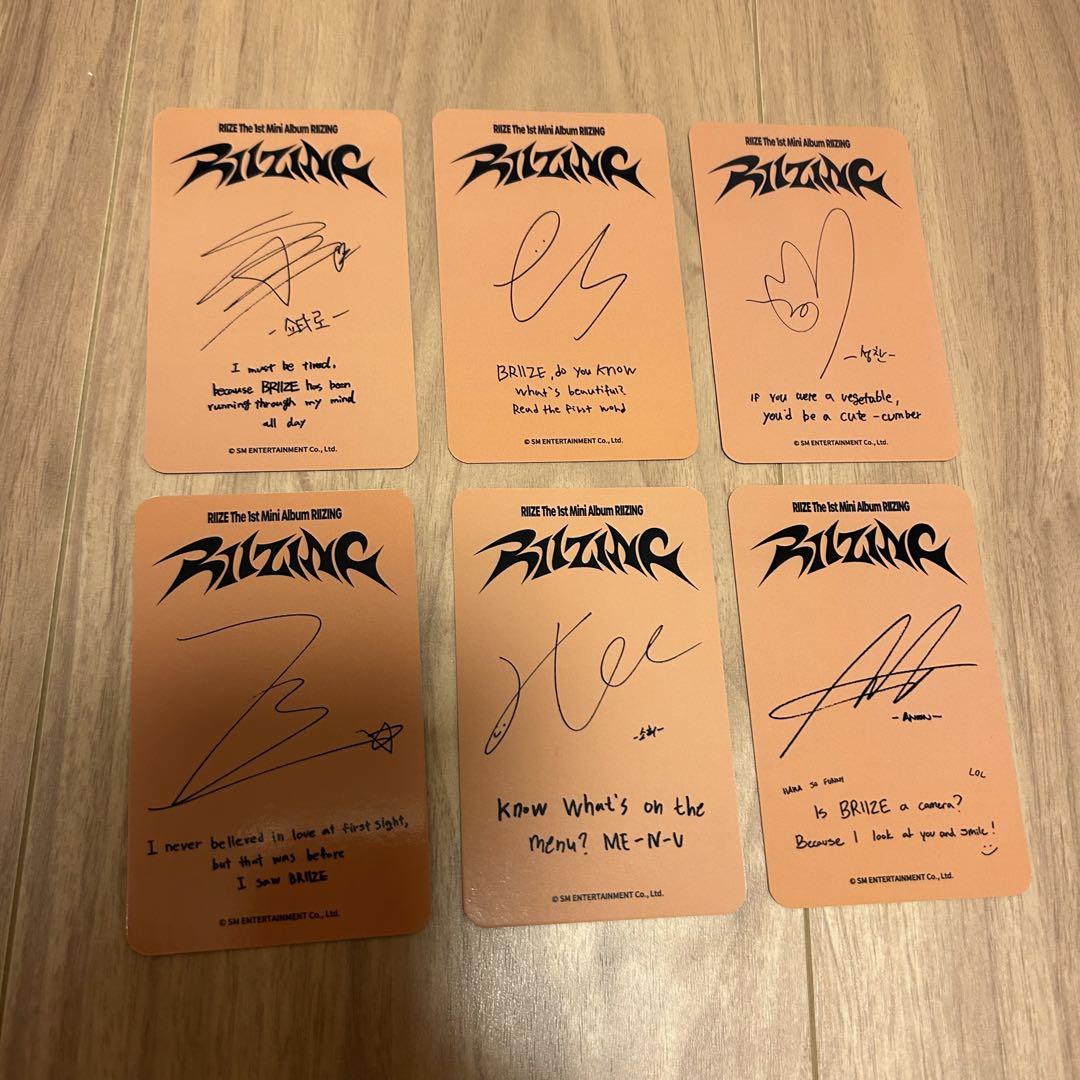 RIIZE The 1st Mini Album RIIZING
RIIZING
-쇼타로-
I must be tired,
because BRIIZE has been
running through my mind
all day
© SM ENTERTAINMENT Co., Ltd.
RIIZE The 1st Mini Album RIIZING
RIIZING
BRIIZE, do you know
what's beautiful?
Read the first word
© SM ENTERTAINMENT Co., Ltd.
RIIZE The 1st Mini Album RIIZING
RIIZING
-성찬-
If you were a vegetable,
you'd be a cute-cumber
© SM ENTERTAINMENT Co., Ltd.
RIIZE The 1st Mini Album RIIZING
RIIZING
I never believed in love at first sight,
but that was before
I saw BRIIZE
© SM ENTERTAINMENT Co., Ltd.
RIIZE The 1st Mini Album RIIZING
RIIZING
Hee
-소희-
Know What's on the
menu? ME-N-U
© SM ENTERTAINMENT Co., Ltd.
RIIZE The 1st Mini Album RIIZING
RIIZING
-ANTON-
HAHA SO FUNNY
LOL
Is BRIIZE a camera?
Because I look at you and smile!
© SM ENTERTAINMENT Co., Ltd.